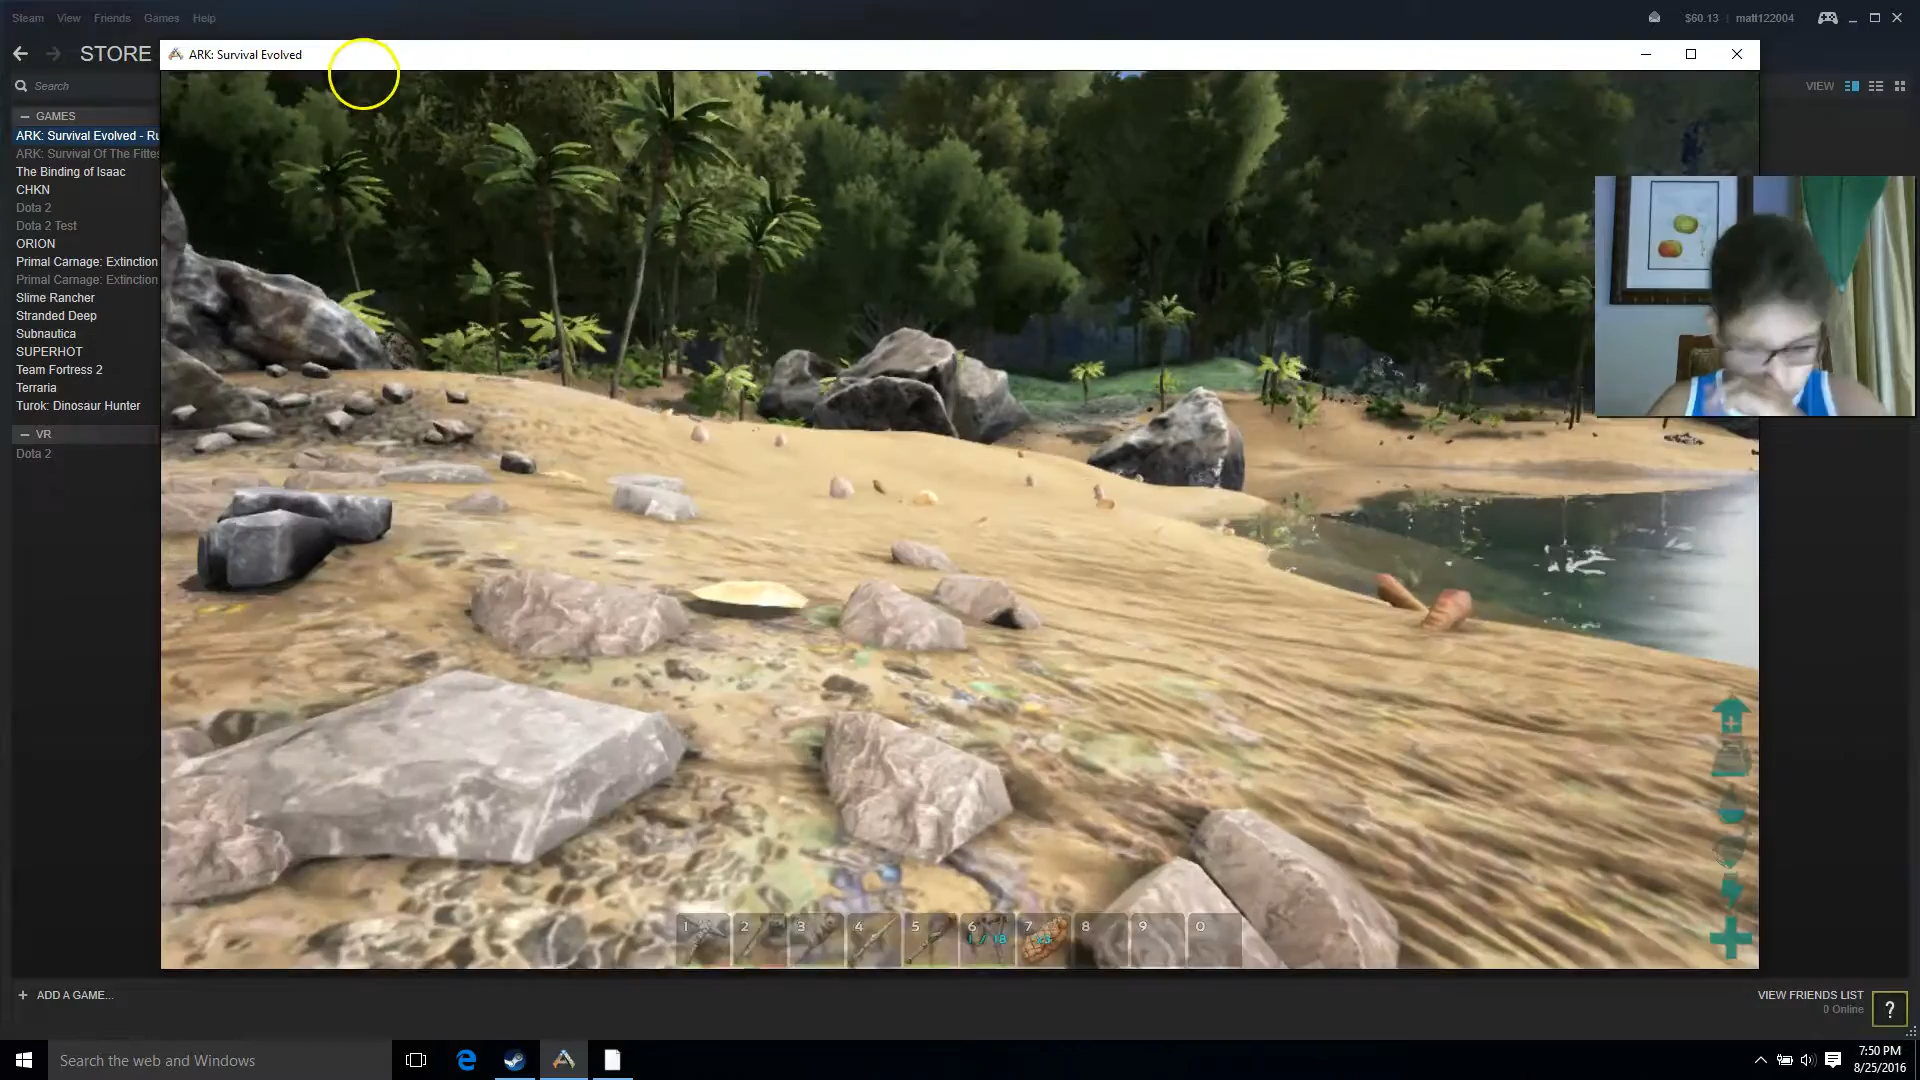 Steam View Friends Games Help
$60.13 matt122004
STORE
ARK: Survival Evolved
Search
VIEW
GAMES
ARK: Survival Evolved - Ru
ARK: Survival Of The Fittes
The Binding of Isaac
CHKN
Dota 2
Dota 2 Test
ORION
Primal Carnage: Extinction
Primal Carnage: Extinction
Slime Rancher
Stranded Deep
Subnautica
SUPERHOT
Team Fortress 2
Terraria
Turok: Dinosaur Hunter
VR
Dota 2
1 2 3 4 5 6 7 8 9 0
1 / 18
+ ADD A GAME...
VIEW FRIENDS LIST
0 Online
?
Search the web and Windows
7:50 PM
8/25/2016